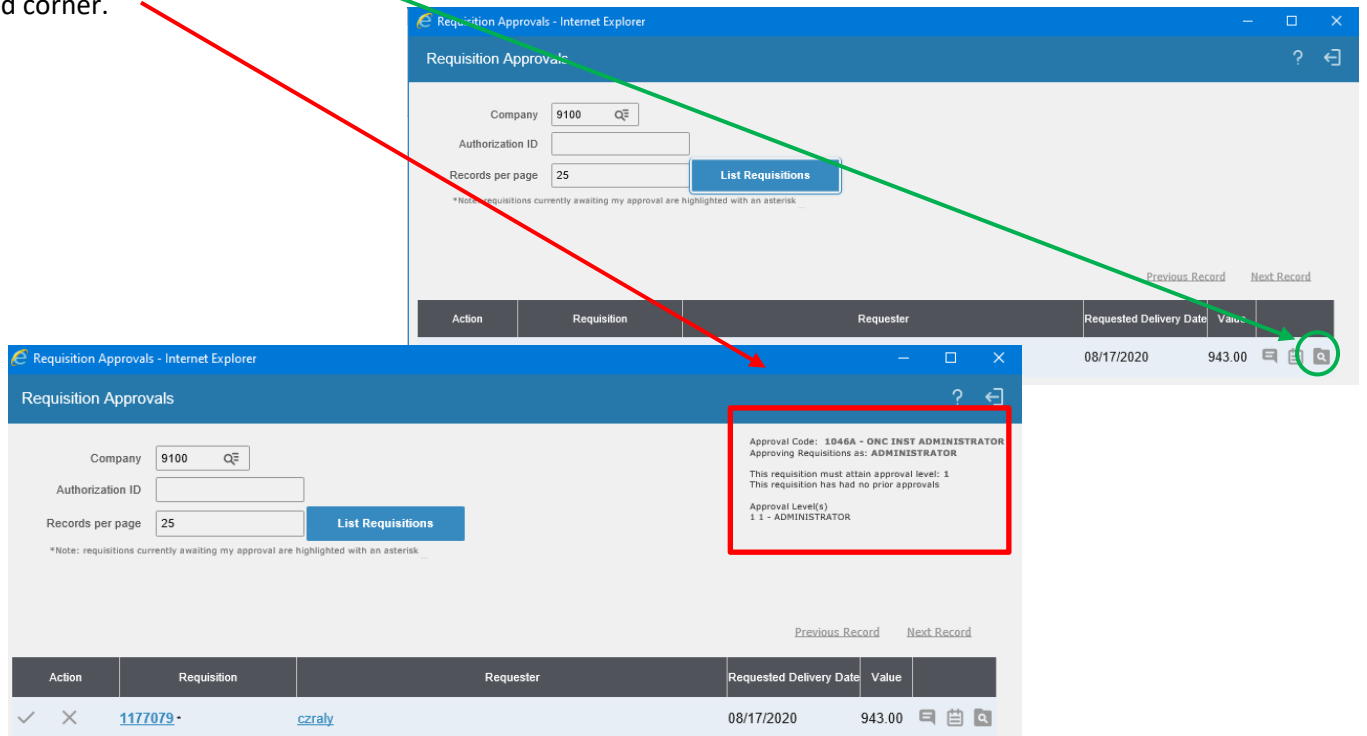 d corner.
Requisition Approvals - Internet Explorer
Requisition Approvals
?
Company 9100
Authorization ID
Records per page 25 List Requisitions
*Note: requisitions currently awaiting my approval are highlighted with an asterisk
Previous Record Next Record
Action Requisition Requester Requested Delivery Date Value
08/17/2020 943.00
Requisition Approvals - Internet Explorer
Requisition Approvals
?
Approval Code: 1046A - ONC INST ADMINISTRATOR
Approving Requisitions as: ADMINISTRATOR
This requisition must attain approval level: 1
This requisition has had no prior approvals
Approval Level(s)
1 1 - ADMINISTRATOR
Company 9100
Authorization ID
Records per page 25 List Requisitions
*Note: requisitions currently awaiting my approval are highlighted with an asterisk
Previous Record Next Record
Action Requisition Requester Requested Delivery Date Value
1177079 czraly 08/17/2020 943.00